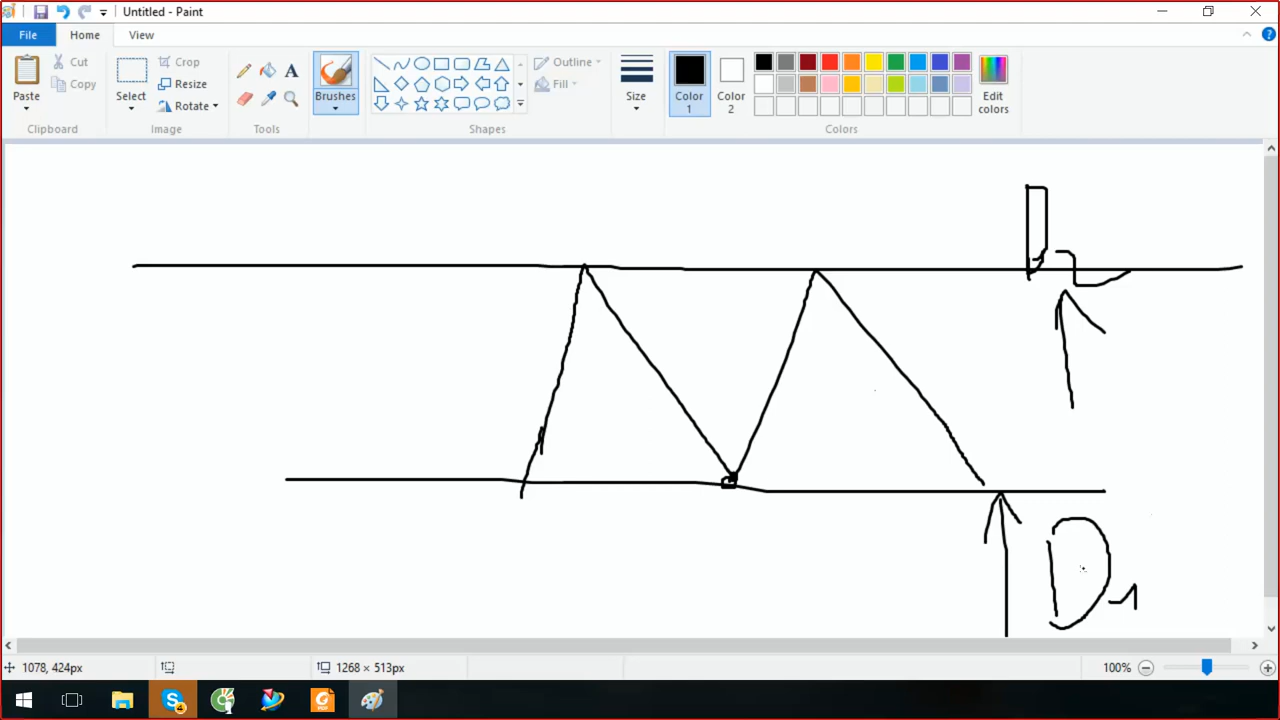 Untitled - Paint
File
Home
View
Paste
Cut
Copy
Clipboard
Select
Crop
Resize
Rotate
Image
Tools
Brushes
Shapes
Outline
Fill
Size
Color 1
Color 2
Edit colors
Colors
D1
1078, 424px
1268 × 513px
100%
4